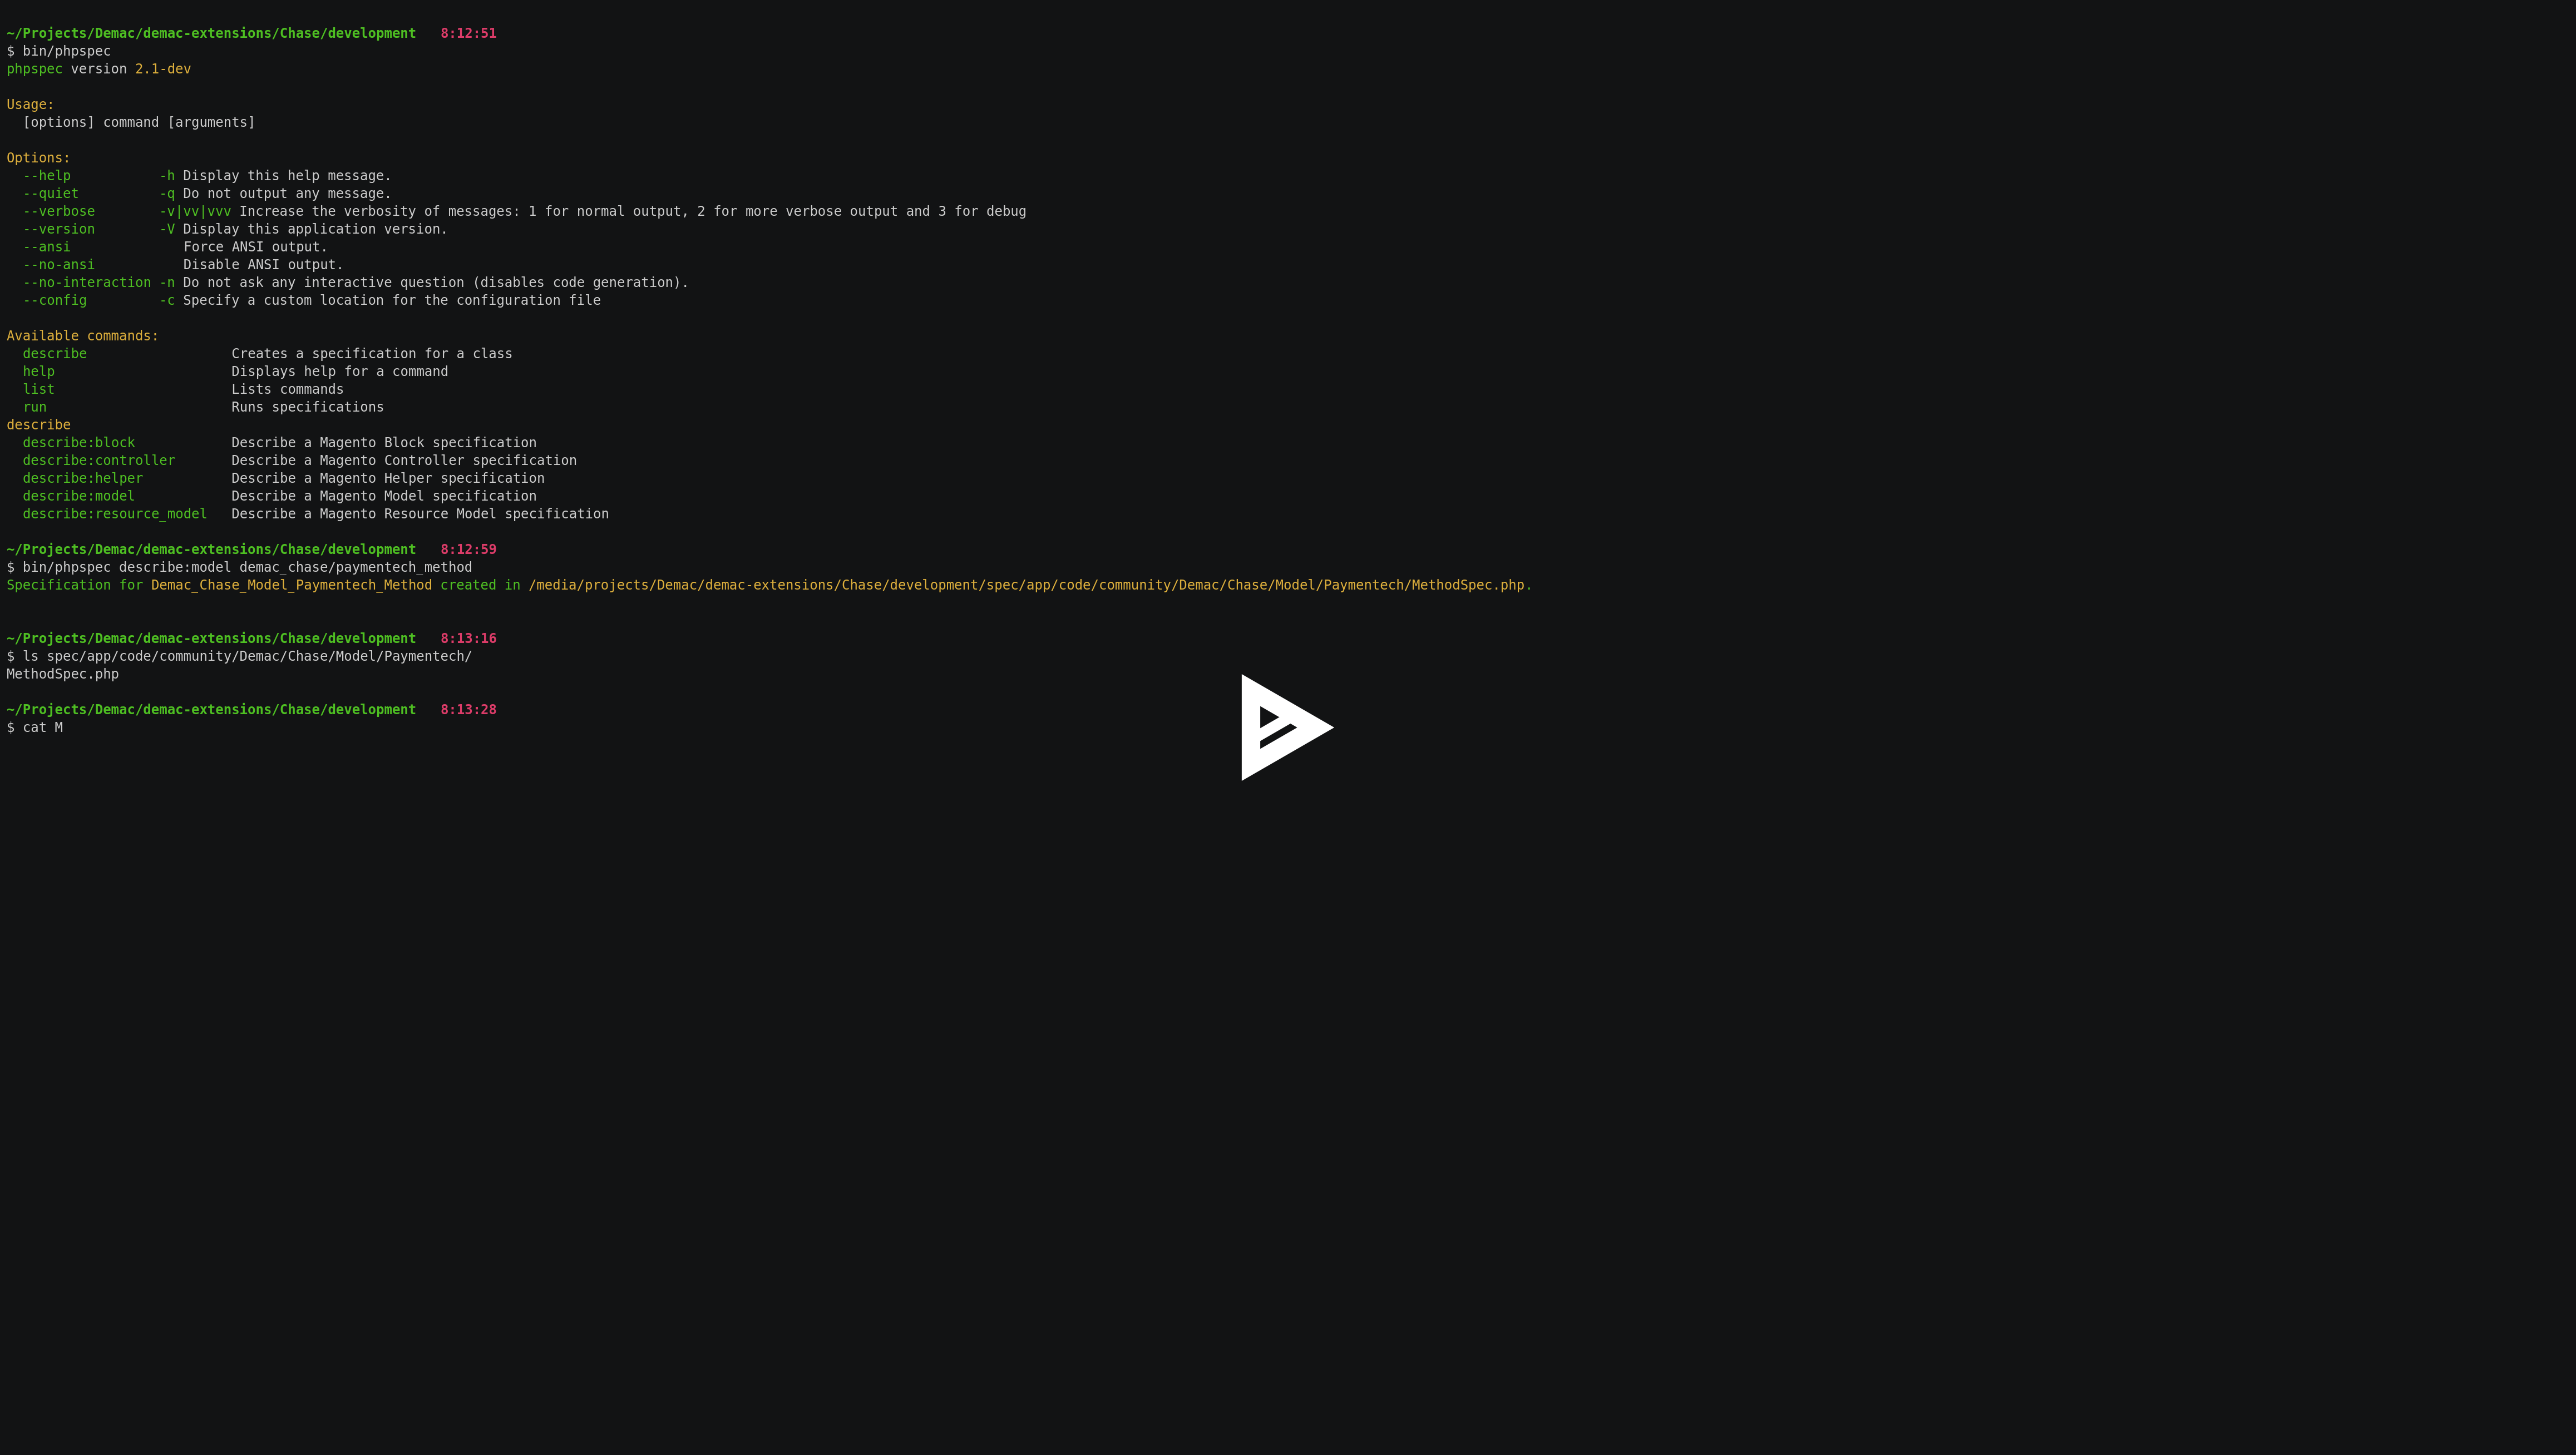 ~/Projects/Demac/demac-extensions/Chase/development   8:12:51
$ bin/phpspec
phpspec version 2.1-dev

Usage:
  [options] command [arguments]

Options:
  --help           -h Display this help message.
  --quiet          -q Do not output any message.
  --verbose        -v|vv|vvv Increase the verbosity of messages: 1 for normal output, 2 for more verbose output and 3 for debug
  --version        -V Display this application version.
  --ansi              Force ANSI output.
  --no-ansi           Disable ANSI output.
  --no-interaction -n Do not ask any interactive question (disables code generation).
  --config         -c Specify a custom location for the configuration file

Available commands:
  describe                  Creates a specification for a class
  help                      Displays help for a command
  list                      Lists commands
  run                       Runs specifications
describe
  describe:block            Describe a Magento Block specification
  describe:controller       Describe a Magento Controller specification
  describe:helper           Describe a Magento Helper specification
  describe:model            Describe a Magento Model specification
  describe:resource_model   Describe a Magento Resource Model specification

~/Projects/Demac/demac-extensions/Chase/development   8:12:59
$ bin/phpspec describe:model demac_chase/paymentech_method
Specification for Demac_Chase_Model_Paymentech_Method created in /media/projects/Demac/demac-extensions/Chase/development/spec/app/code/community/Demac/Chase/Model/Paymentech/MethodSpec.php.

~/Projects/Demac/demac-extensions/Chase/development   8:13:16
$ ls spec/app/code/community/Demac/Chase/Model/Paymentech/
MethodSpec.php

~/Projects/Demac/demac-extensions/Chase/development   8:13:28
$ cat M